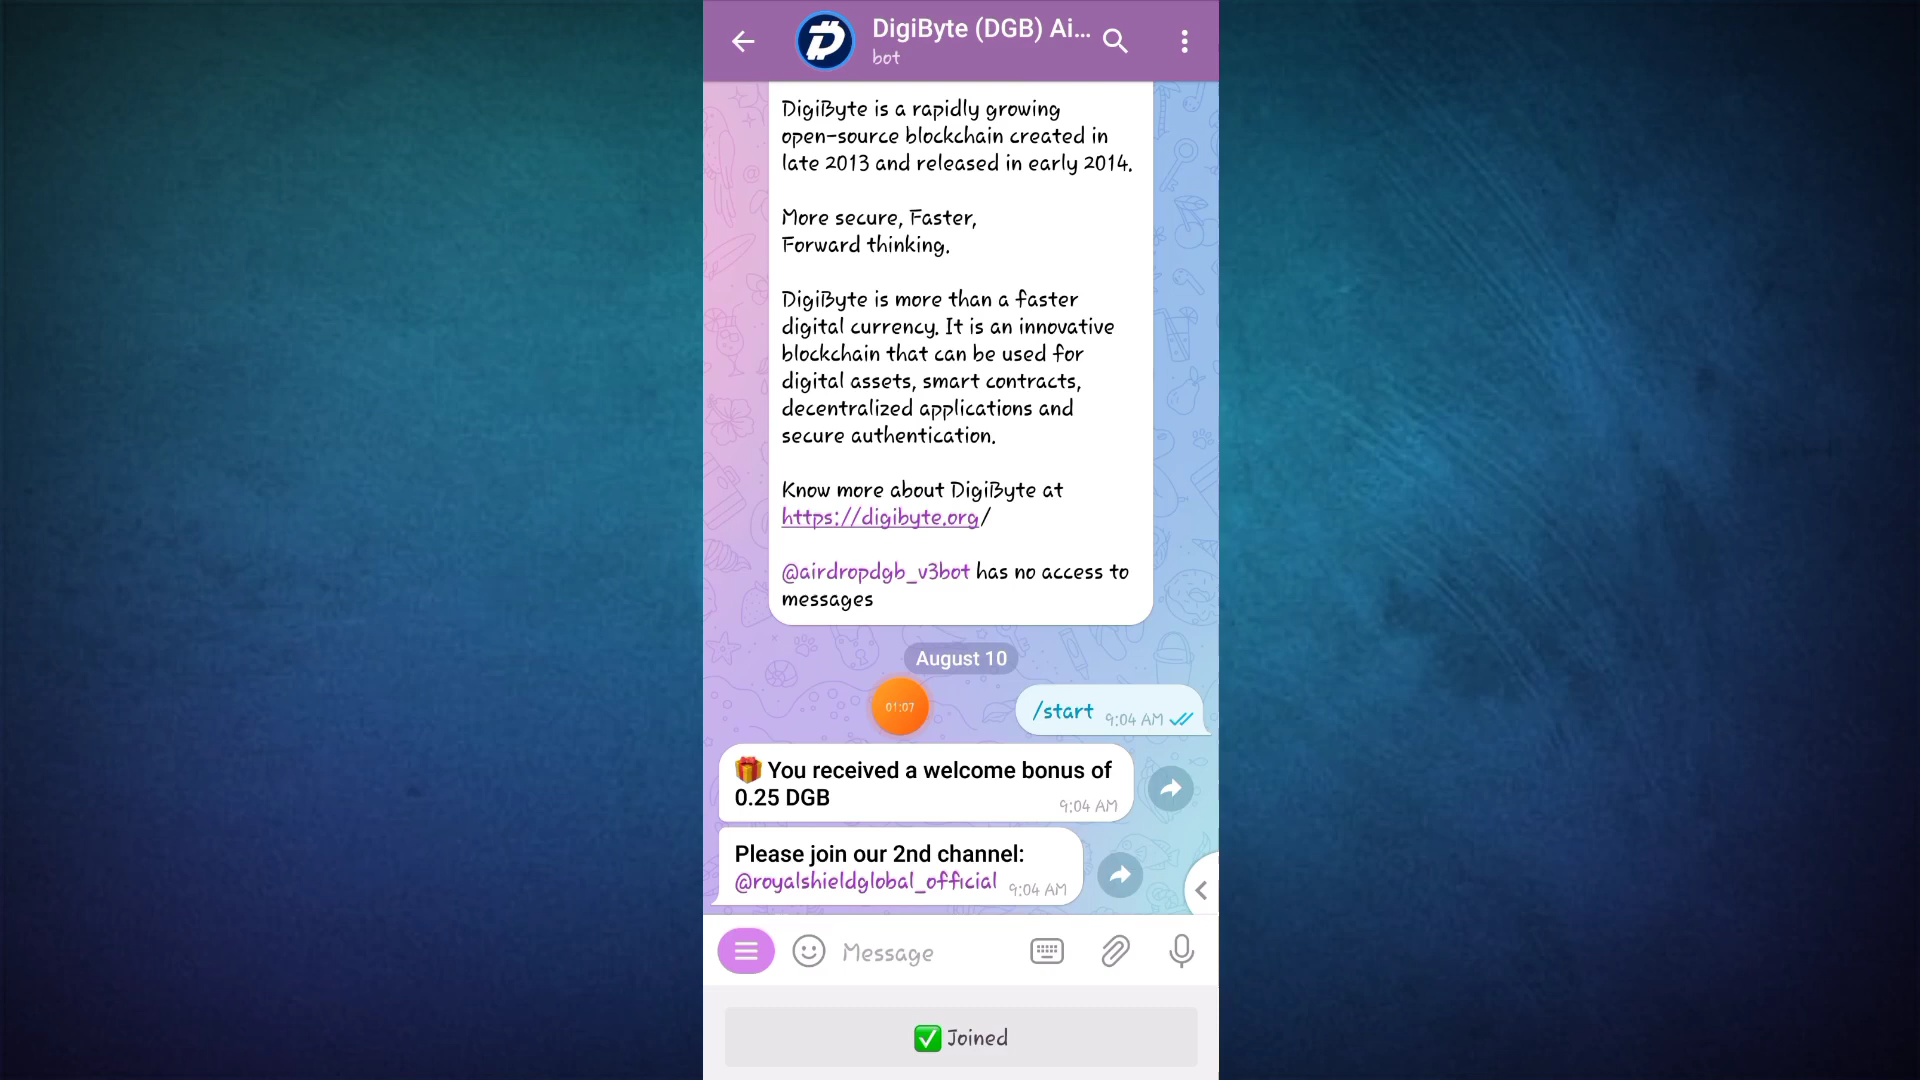 DigiByte (DGB) Ai...
bot
DigiByte is a rapidly growing
open-source blockchain created in
late 2013 and released in early 2014.
More secure, Faster,
Forward thinking.
DigiByte is more than a faster
digital currency. It is an innovative
blockchain that can be used for
digital assets, smart contracts,
decentralized applications and
secure authentication.
Know more about DigiByte at
https://digibyte.org/
@airdropdgb_v3bot has no access to
messages
August 10
01:07
/start 9:04 AM
🎁 You received a welcome bonus of
0.25 DGB 9:04 AM
Please join our 2nd channel:
@royalshieldglobal_official 9:04 AM
Message
✅ Joined